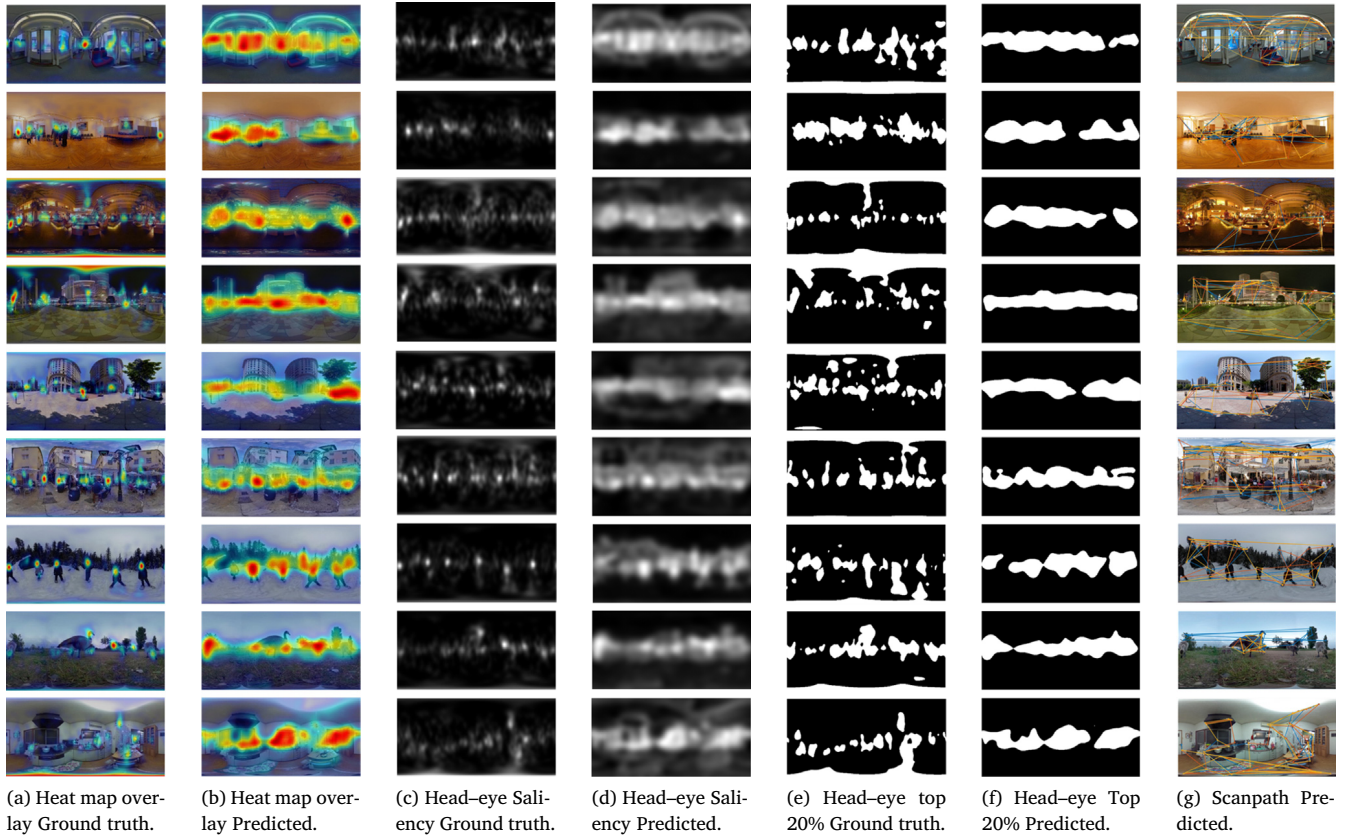 (a) Heat map over-
lay Ground truth.
(b) Heat map over-
lay Predicted.
(c) Head–eye Sali-
ency Ground truth.
(d) Head–eye Sali-
ency Predicted.
(e) Head–eye top
20% Ground truth.
(f) Head–eye Top
20% Predicted.
(g) Scanpath Pre-
dicted.